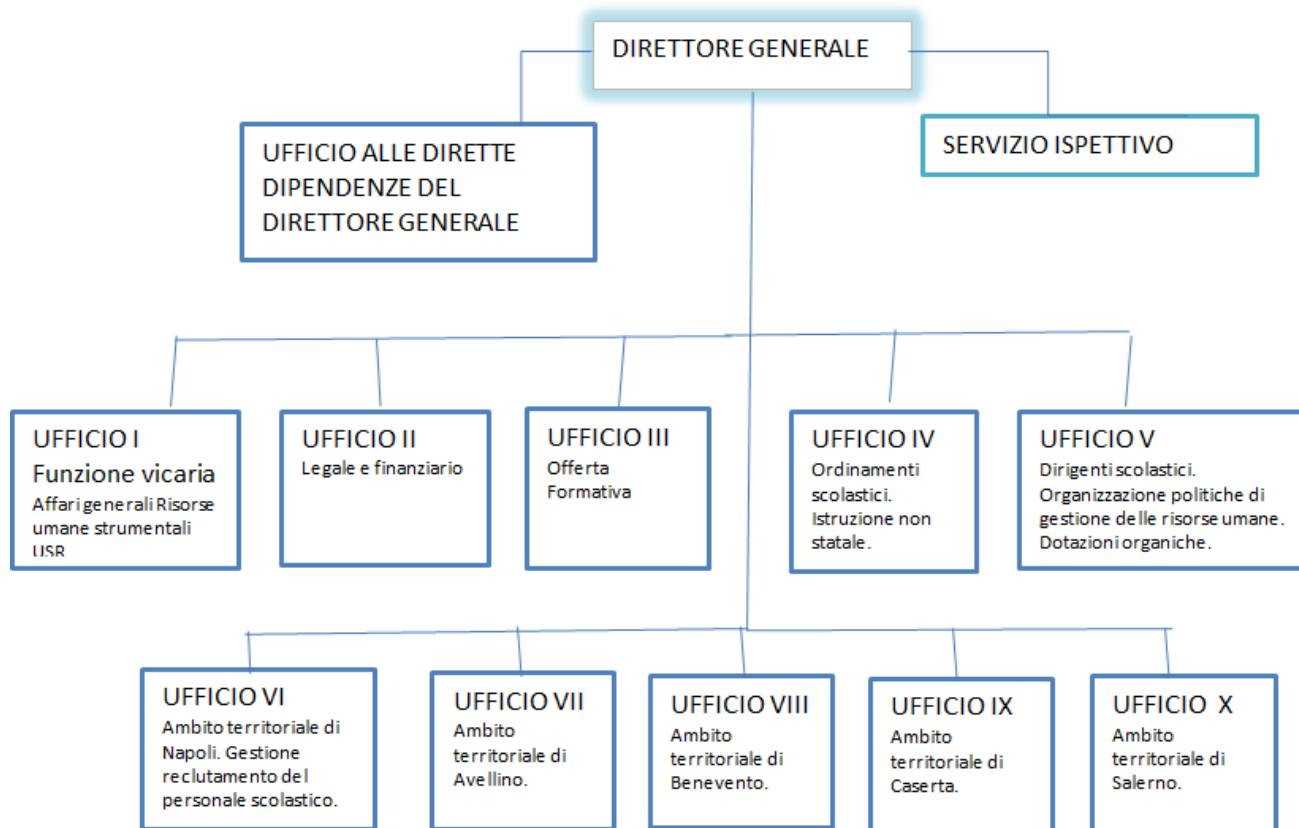 DIRETTORE GENERALE
UFFICIO ALLE DIRETTE
DIPENDENZE DEL
DIRETTORE GENERALE
SERVIZIO ISPETTIVO
UFFICIO I
Funzione vicaria
Affari generali Risorse
umane strumentali
USR
UFFICIO II
Legale e finanziario
UFFICIO III
Offerta
Formativa
UFFICIO IV
Ordinamenti
scolastici.
Istruzione non
statale.
UFFICIO V
Dirigenti scolastici.
Organizzazione politiche di
gestione delle risorse umane.
Dotazioni organiche.
UFFICIO VI
Ambito territoriale di
Napoli. Gestione
reclutamento del
personale scolastico.
UFFICIO VII
Ambito
territoriale di
Avellino.
UFFICIO VIII
Ambito
territoriale di
Benevento.
UFFICIO IX
Ambito
territoriale di
Caserta.
UFFICIO X
Ambito
territoriale di
Salerno.